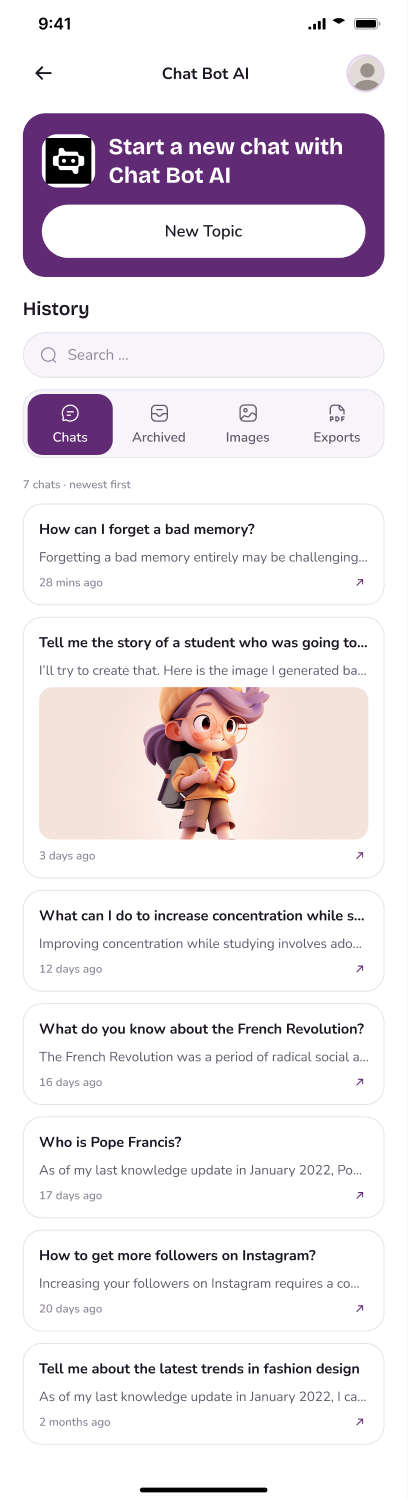 9:41
Chat Bot AI
Start a new chat with
Chat Bot AI
New Topic
History
Search ...
Chats
Archived
Images
PDF
Exports
7 chats · newest first
How can I forget a bad memory?
Forgetting a bad memory entirely may be challenging...
28 mins ago
Tell me the story of a student who was going to...
I'll try to create that. Here is the image I generated ba...
3 days ago
What can I do to increase concentration while s...
Improving concentration while studying involves ado...
12 days ago
What do you know about the French Revolution?
The French Revolution was a period of radical social a...
16 days ago
Who is Pope Francis?
As of my last knowledge update in January 2022, Po...
17 days ago
How to get more followers on Instagram?
Increasing your followers on Instagram requires a co...
20 days ago
Tell me about the latest trends in fashion design
As of my last knowledge update in January 2022, I ca...
2 months ago